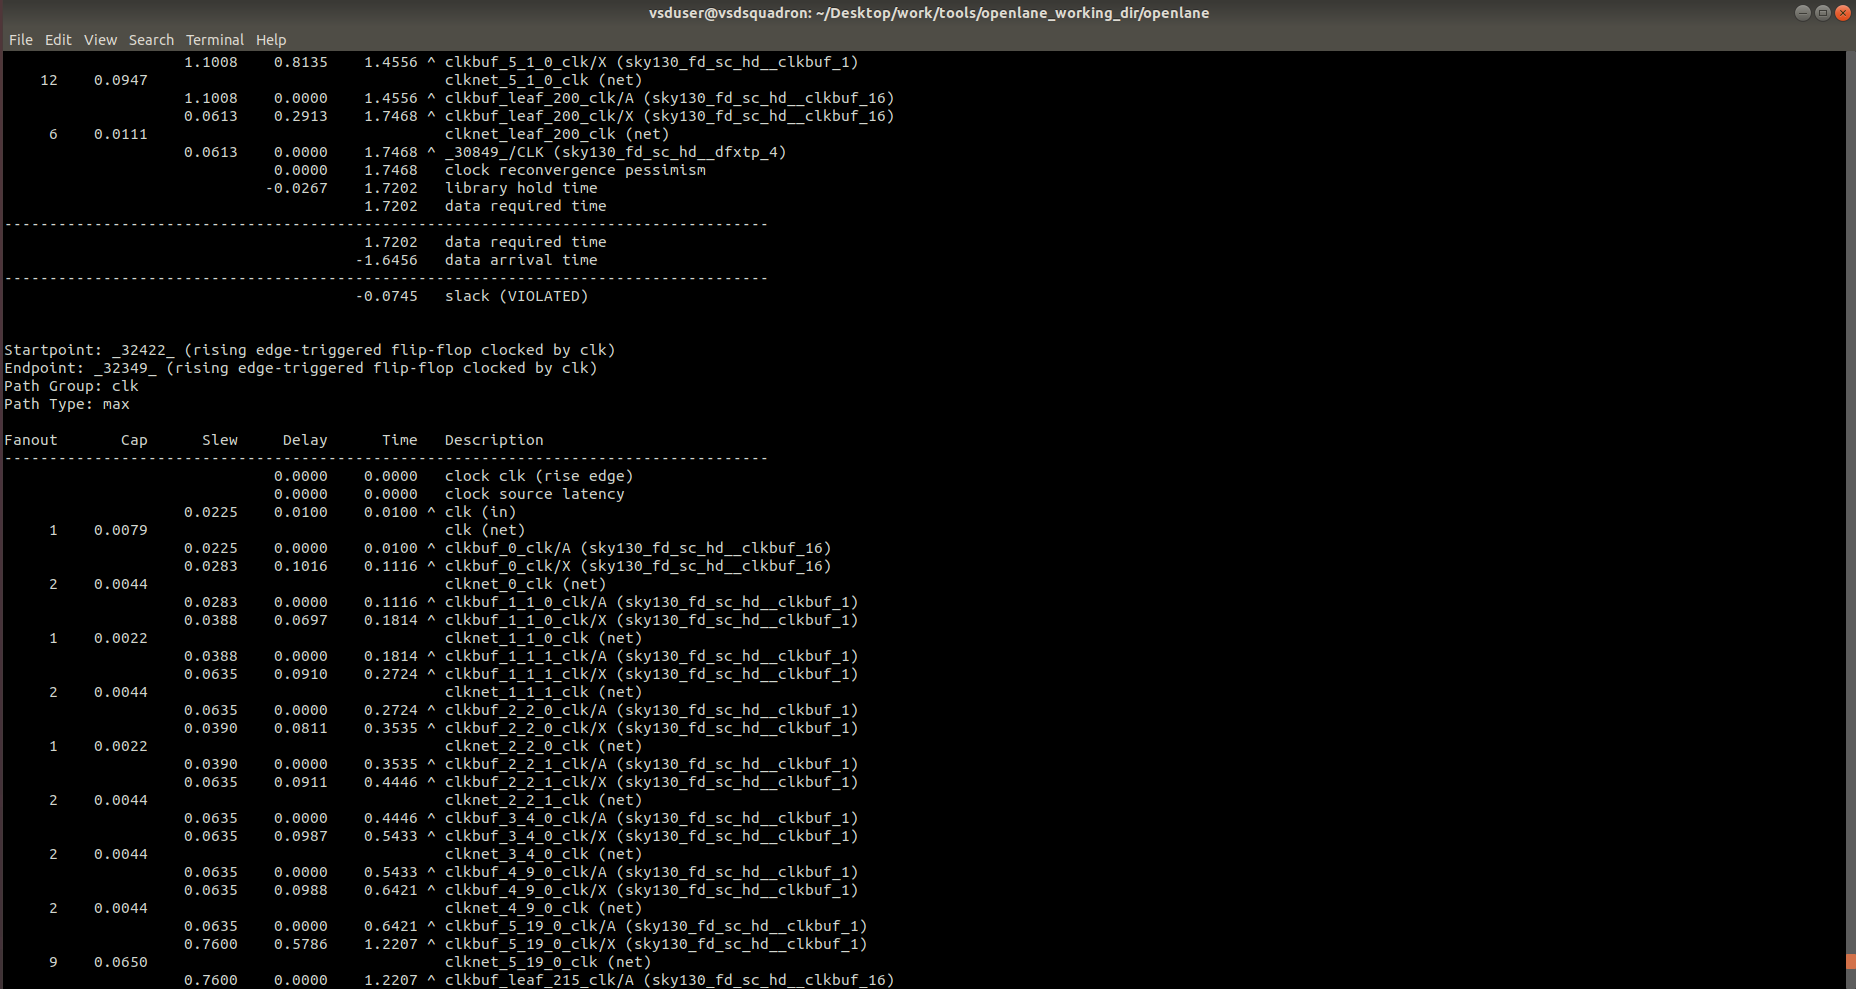 vsduser@vsdsquadron: ~/Desktop/work/tools/openlane_working_dir/openlane
File Edit View Search Terminal Help
1.1008 0.8135 1.4556 ^ clkbuf_5_1_0_clk/X (sky130_fd_sc_hd__clkbuf_1)
12 0.0947 clknet_5_1_0_clk (net)
1.1008 0.0000 1.4556 ^ clkbuf_leaf_200_clk/A (sky130_fd_sc_hd__clkbuf_16)
0.0613 0.2913 1.7468 ^ clkbuf_leaf_200_clk/X (sky130_fd_sc_hd__clkbuf_16)
6 0.0111 clknet_leaf_200_clk (net)
0.0613 0.0000 1.7468 ^ _30849_/CLK (sky130_fd_sc_hd__dfxtp_4)
0.0000 1.7468 clock reconvergence pessimism
-0.0267 1.7202 library hold time
1.7202 data required time
-------------------------------------------------------------------------------------
1.7202 data required time
-1.6456 data arrival time
-------------------------------------------------------------------------------------
-0.0745 slack (VIOLATED)
Startpoint: _32422_ (rising edge-triggered flip-flop clocked by clk)
Endpoint: _32349_ (rising edge-triggered flip-flop clocked by clk)
Path Group: clk
Path Type: max
Fanout Cap Slew Delay Time Description
-------------------------------------------------------------------------------------
0.0000 0.0000 clock clk (rise edge)
0.0000 0.0000 clock source latency
0.0225 0.0100 0.0100 ^ clk (in)
1 0.0079 clk (net)
0.0225 0.0000 0.0100 ^ clkbuf_0_clk/A (sky130_fd_sc_hd__clkbuf_16)
0.0283 0.1016 0.1116 ^ clkbuf_0_clk/X (sky130_fd_sc_hd__clkbuf_16)
2 0.0044 clknet_0_clk (net)
0.0283 0.0000 0.1116 ^ clkbuf_1_1_0_clk/A (sky130_fd_sc_hd__clkbuf_1)
0.0388 0.0697 0.1814 ^ clkbuf_1_1_0_clk/X (sky130_fd_sc_hd__clkbuf_1)
1 0.0022 clknet_1_1_0_clk (net)
0.0388 0.0000 0.1814 ^ clkbuf_1_1_1_clk/A (sky130_fd_sc_hd__clkbuf_1)
0.0635 0.0910 0.2724 ^ clkbuf_1_1_1_clk/X (sky130_fd_sc_hd__clkbuf_1)
2 0.0044 clknet_1_1_1_clk (net)
0.0635 0.0000 0.2724 ^ clkbuf_2_2_0_clk/A (sky130_fd_sc_hd__clkbuf_1)
0.0390 0.0811 0.3535 ^ clkbuf_2_2_0_clk/X (sky130_fd_sc_hd__clkbuf_1)
1 0.0022 clknet_2_2_0_clk (net)
0.0390 0.0000 0.3535 ^ clkbuf_2_2_1_clk/A (sky130_fd_sc_hd__clkbuf_1)
0.0635 0.0911 0.4446 ^ clkbuf_2_2_1_clk/X (sky130_fd_sc_hd__clkbuf_1)
2 0.0044 clknet_2_2_1_clk (net)
0.0635 0.0000 0.4446 ^ clkbuf_3_4_0_clk/A (sky130_fd_sc_hd__clkbuf_1)
0.0635 0.0987 0.5433 ^ clkbuf_3_4_0_clk/X (sky130_fd_sc_hd__clkbuf_1)
2 0.0044 clknet_3_4_0_clk (net)
0.0635 0.0000 0.5433 ^ clkbuf_4_9_0_clk/A (sky130_fd_sc_hd__clkbuf_1)
0.0635 0.0988 0.6421 ^ clkbuf_4_9_0_clk/X (sky130_fd_sc_hd__clkbuf_1)
2 0.0044 clknet_4_9_0_clk (net)
0.0635 0.0000 0.6421 ^ clkbuf_5_19_0_clk/A (sky130_fd_sc_hd__clkbuf_1)
0.7600 0.5786 1.2207 ^ clkbuf_5_19_0_clk/X (sky130_fd_sc_hd__clkbuf_1)
9 0.0650 clknet_5_19_0_clk (net)
0.7600 0.0000 1.2207 ^ clkbuf_leaf_215_clk/A (sky130_fd_sc_hd__clkbuf_16)